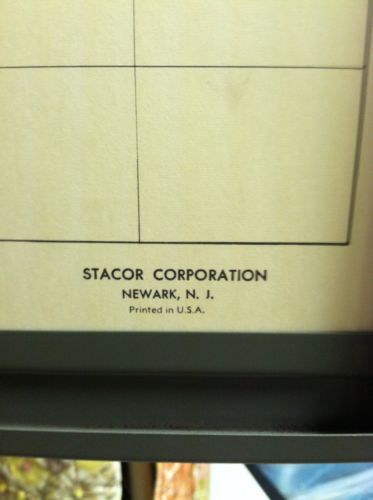 STACOR CORPORATION
NEWARK, N. J.
Printed in U.S.A.